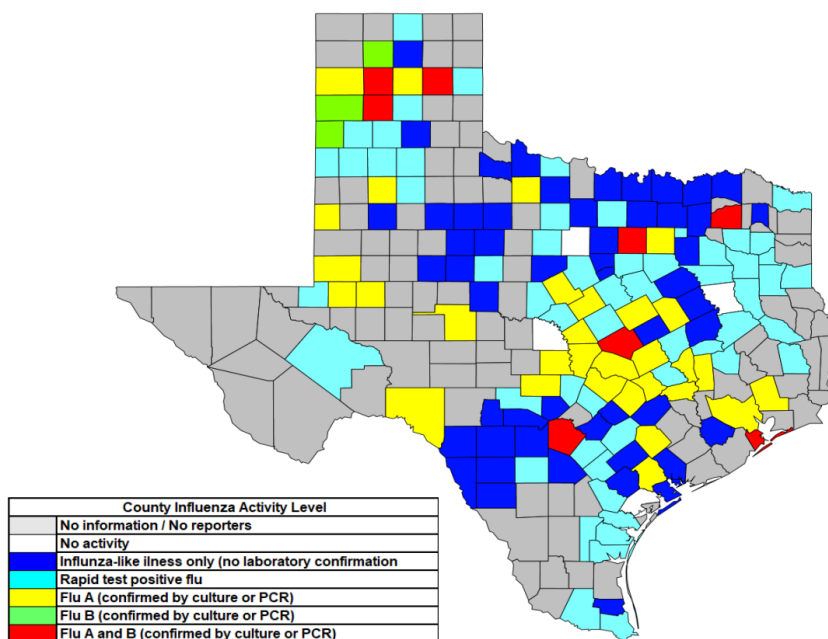 County Influenza Activity Level
No information / No reporters
No activity
Influnza-like ilness only (no laboratory confirmation
Rapid test positive flu
Flu A (confirmed by culture or PCR)
Flu B (confirmed by culture or PCR)
Flu A and B (confirmed by culture or PCR)